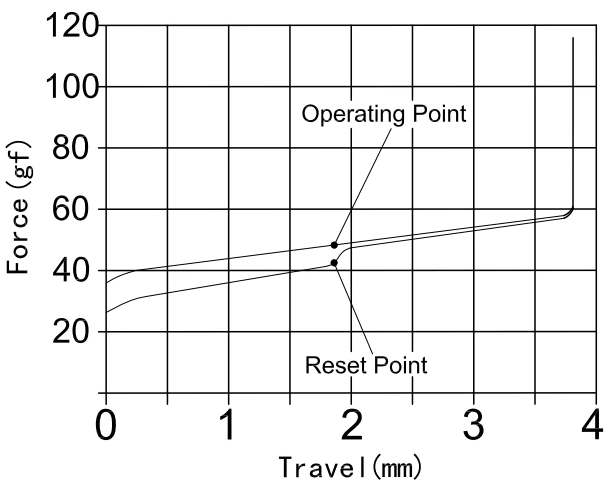 120
100
80
60
40
20
Force(gf)
Operating Point
Reset Point
0 1 2 3 4
Travel(mm)